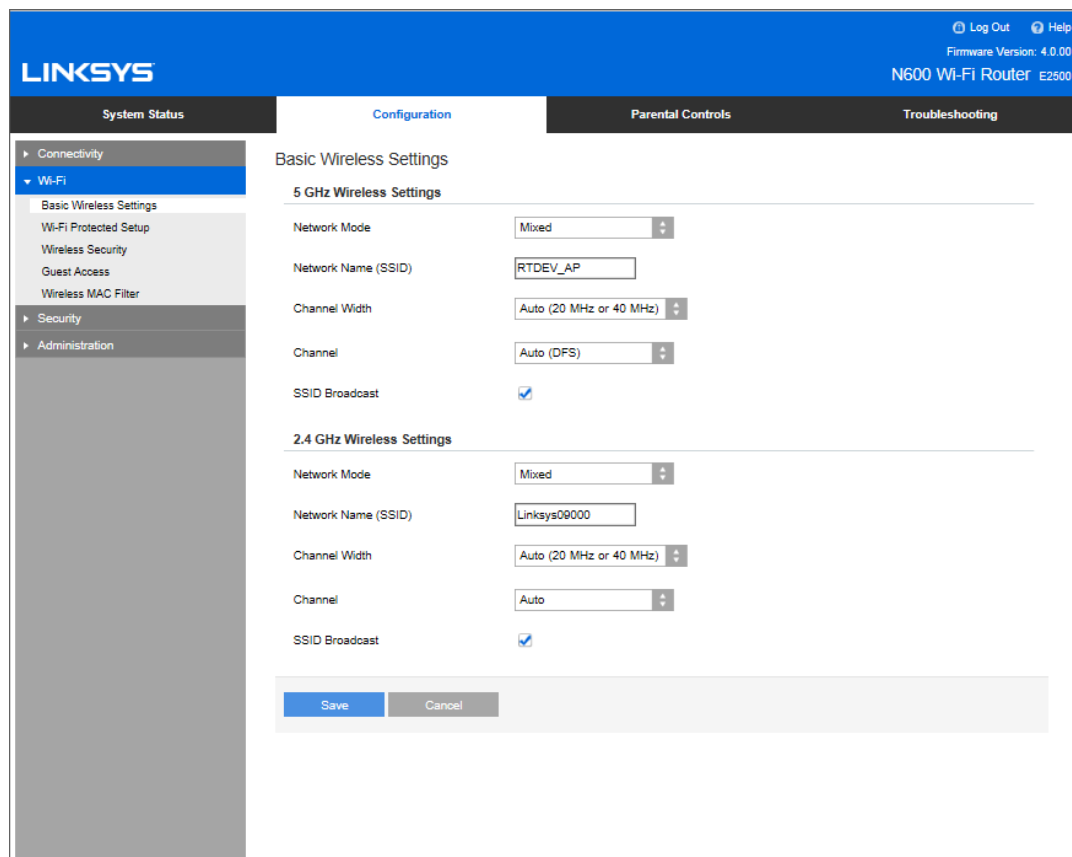 Log Out Help
Firmware Version: 4.0.00
LINKSYS
N600 Wi-Fi Router E2500
System Status Configuration Parental Controls Troubleshooting
Connectivity
Wi-Fi
Basic Wireless Settings
Wi-Fi Protected Setup
Wireless Security
Guest Access
Wireless MAC Filter
Security
Administration
Basic Wireless Settings
5 GHz Wireless Settings
Network Mode Mixed
Network Name (SSID) RTDEV_AP
Channel Width Auto (20 MHz or 40 MHz)
Channel Auto (DFS)
SSID Broadcast
2.4 GHz Wireless Settings
Network Mode Mixed
Network Name (SSID) Linksys09000
Channel Width Auto (20 MHz or 40 MHz)
Channel Auto
SSID Broadcast
Save Cancel